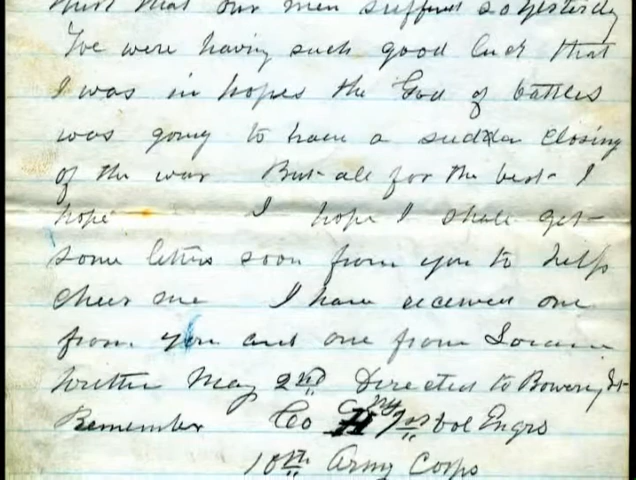 that our men suffered so yesterday
We were having such good luck that
I was in hopes the God of battles
was going to have a sudden closing
of the war But all for the best I
hope I hope I shall get
some letters soon from you to help
cheer me I have received one
from you and one from
written May 2nd Directed to Bowery St
Remember Co H NY Vol Engrs
10th Army Corps